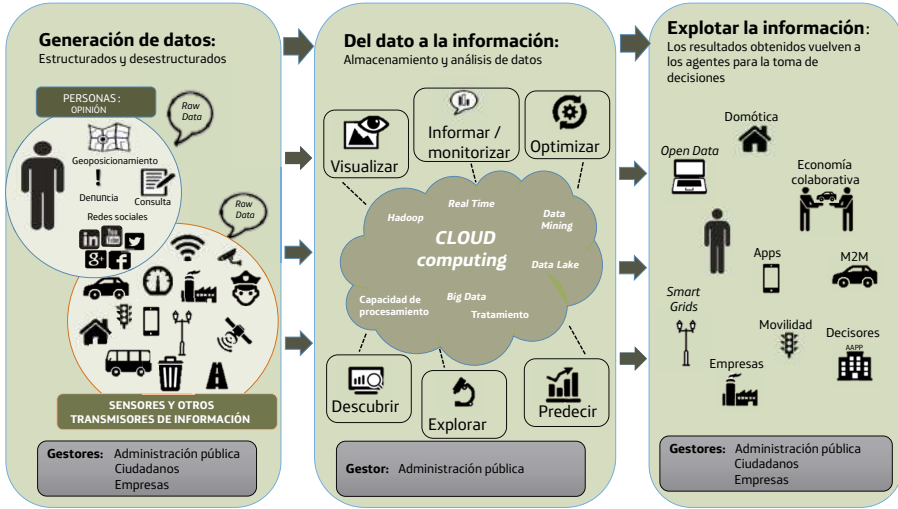 Generación de datos:
Estructurados y desestructurados
PERSONAS:
OPINIÓN
Raw
Data
Geoposicionamiento
Denuncia
Consulta
Redes sociales
in
You
Tube
g+
f
Raw
Data
SENSORES Y OTROS
TRANSMISORES DE INFORMACIÓN
Gestores: Administración pública
Ciudadanos
Empresas
Del dato a la información:
Almacenamiento y análisis de datos
Visualizar
Informar /
monitorizar
Optimizar
Hadoop
Real Time
Data
Mining
CLOUD
computing
Data Lake
Capacidad de
procesamiento
Big Data
Tratamiento
Descubrir
Explorar
Predecir
Gestor: Administración pública
Explotar la información:
Los resultados obtenidos vuelven a
los agentes para la toma de
decisiones
Domótica
Open Data
Economía
colaborativa
Apps
M2M
Smart
Grids
Movilidad
Decisores
AAPP
Empresas
Gestores: Administración pública
Ciudadanos
Empresas